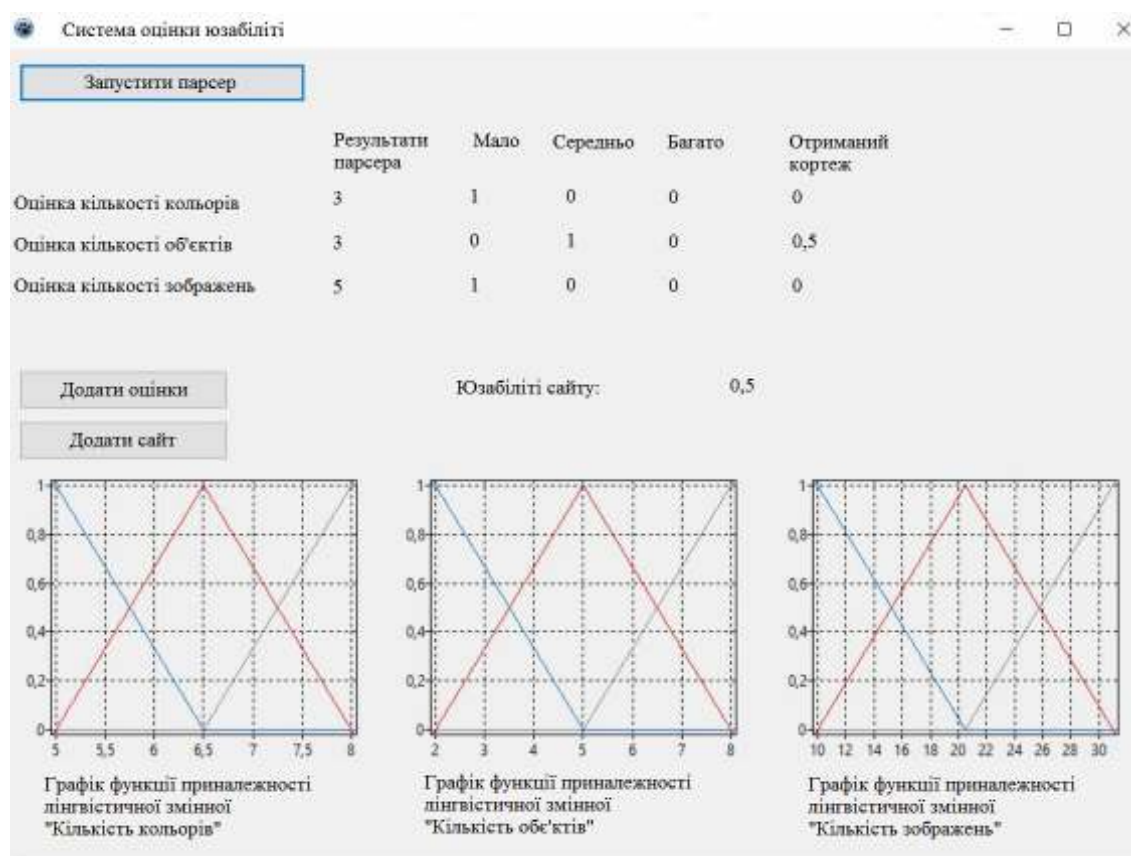 Система оцінки юзабіліті
Запустити парсер
Результати парсера Мало Середньо Багато Отриманий кортеж
Оцінка кількості кольорів 3 1 0 0 0
Оцінка кількості об'єктів 3 0 1 0 0,5
Оцінка кількості зображень 5 1 0 0 0
Додати оцінки Юзабіліті сайту: 0,5
Додати сайт
1 0,8 0,6 0,4 0,2 0
5 5,5 6 6,5 7 7,5 8
Графік функції приналежності
лінгвістичної змінної
"Кількість кольорів"
1 0,8 0,6 0,4 0,2 0
2 3 4 5 6 7 8
Графік функції приналежності
лінгвістичної змінної
"Кількість обє'ктів"
1 0,8 0,6 0,4 0,2 0
10 12 14 16 18 20 22 24 26 28 30
Графік функції приналежності
лінгвістичної змінної
"Кількість зображень"